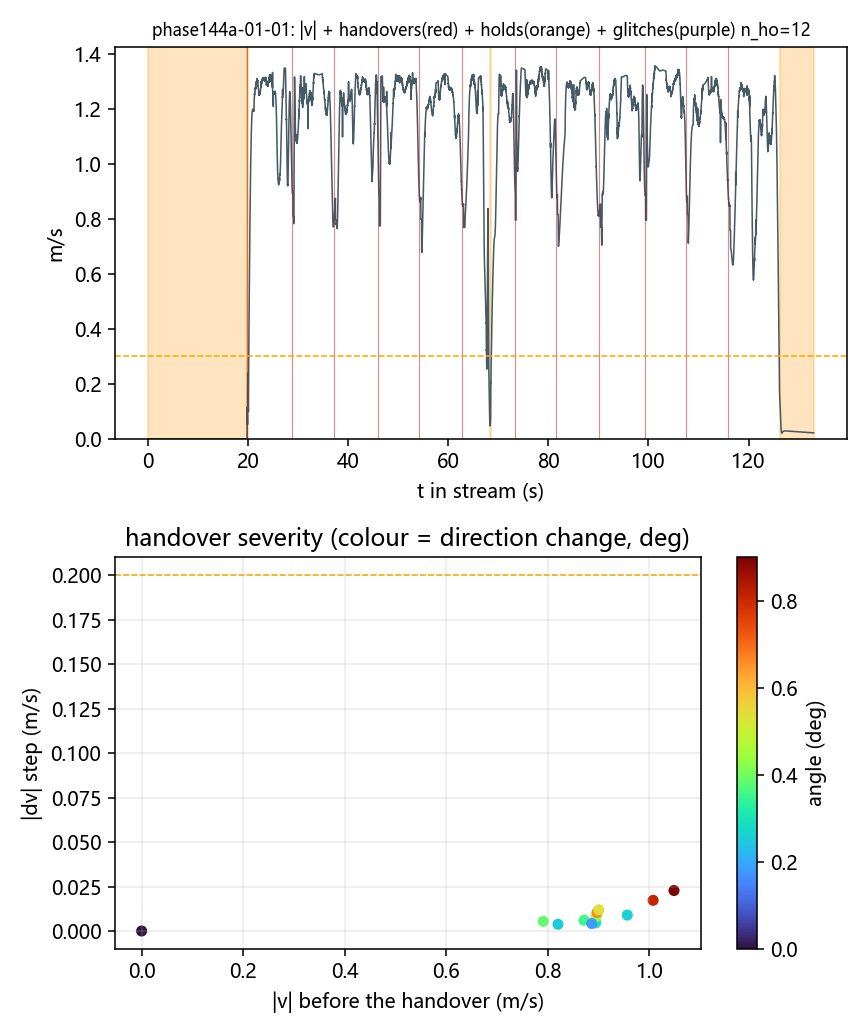 phase144a-01-01: |v| + handovers(red) + holds(orange) + glitches(purple) n_ho=12
1.4
1.2
1.0
0.8
0.6
0.4
0.2
0.0
m/s
0 20 40 60 80 100 120
t in stream (s)
handover severity (colour = direction change, deg)
0.200
0.175
0.150
0.125
0.100
0.075
0.050
0.025
0.000
|dv| step (m/s)
0.0 0.2 0.4 0.6 0.8 1.0
|v| before the handover (m/s)
0.8
0.6
0.4
0.2
0.0
angle (deg)